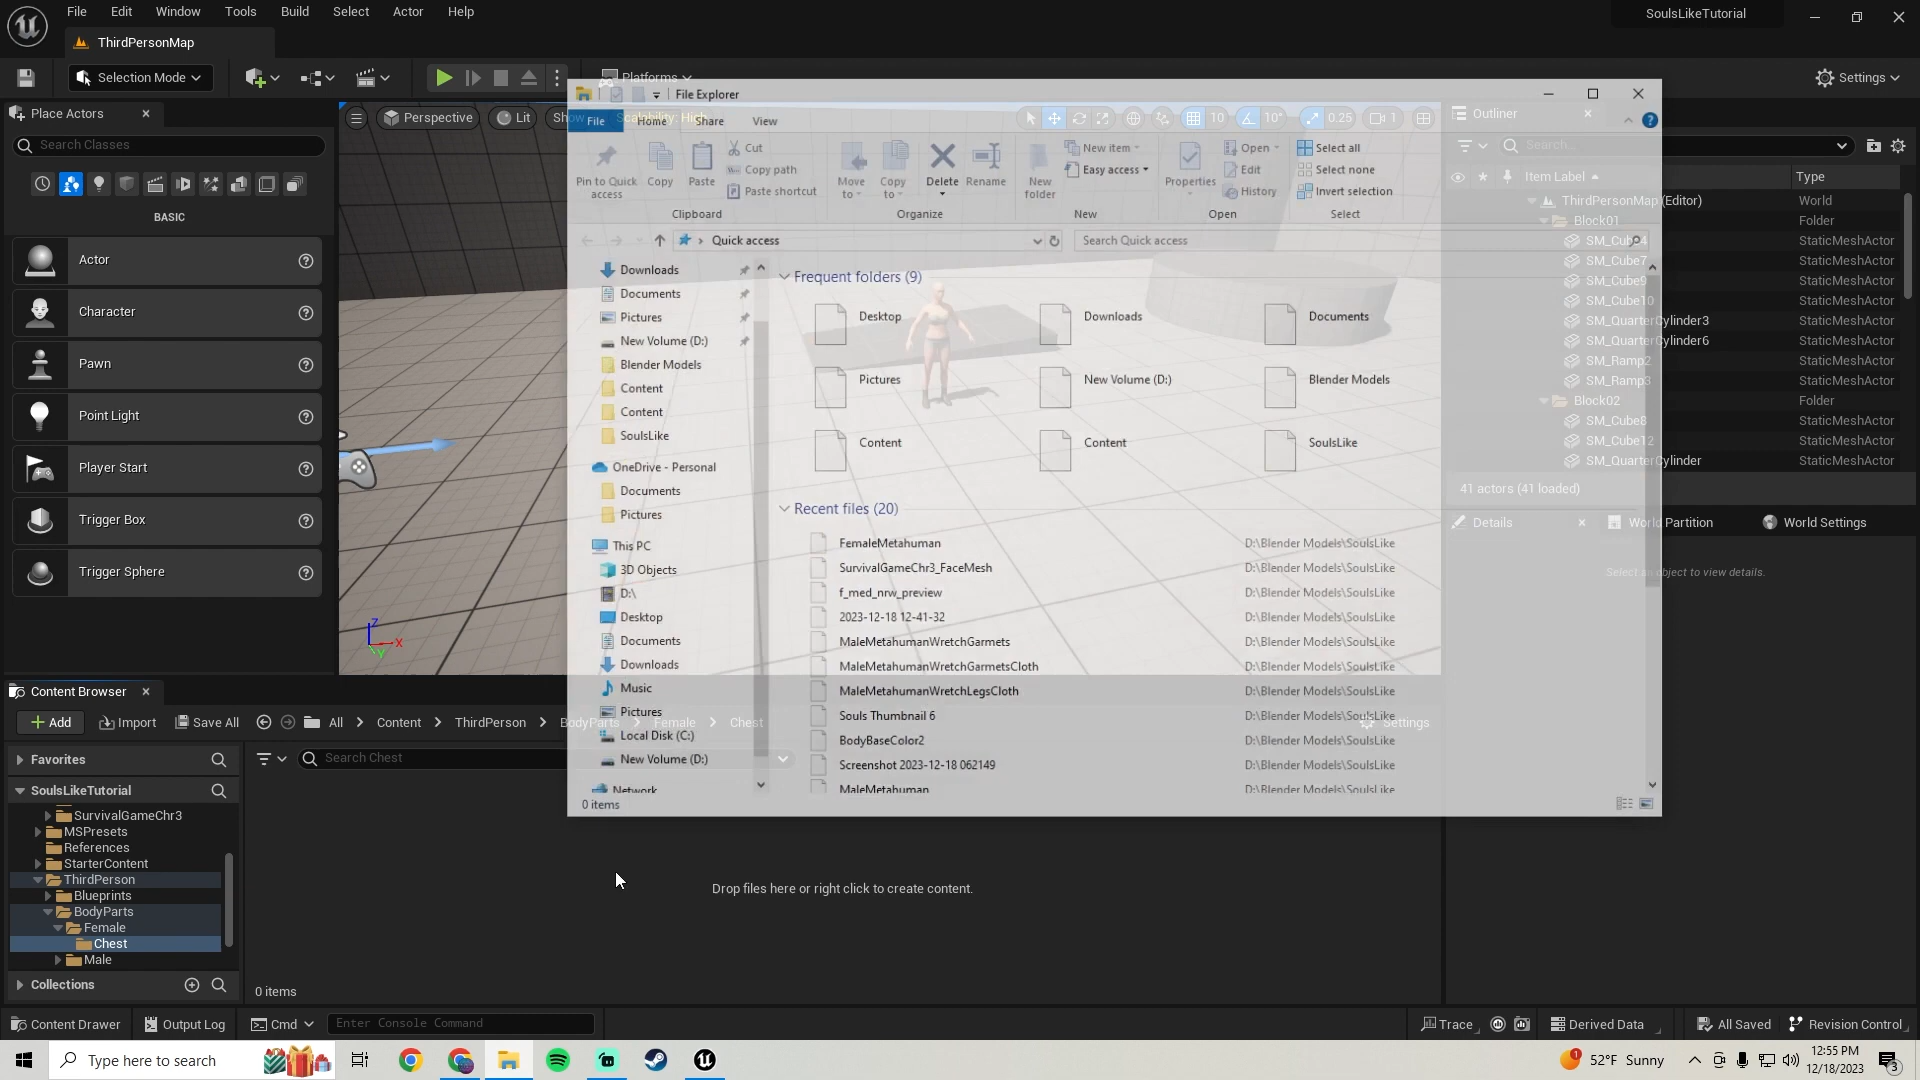 File Edit Window Tools Build Select Actor Help
SoulsLikeTutorial
ThirdPersonMap
Selection Mode
Platforms
Settings
Place Actors
Search Classes
BASIC
Actor
Character
Pawn
Point Light
Player Start
Trigger Box
Trigger Sphere
Perspective Lit Show Scalability: High
10 10° 0.25 1
Z
X
Y
File Explorer
File Home Share View
Pin to Quick access
Copy
Paste
Cut
Copy path
Paste shortcut
Clipboard
Move to
Copy to
Delete
Rename
Organize
New folder
New item
Easy access
New
Properties
Open
Edit
History
Open
Select all
Select none
Invert selection
Select
Quick access
Search Quick access
Downloads
Documents
Pictures
New Volume (D:)
Blender Models
Content
Content
SoulsLike
OneDrive - Personal
Documents
Pictures
This PC
3D Objects
D:\
Desktop
Documents
Downloads
Music
Pictures
Local Disk (C:)
New Volume (D:)
Network
Frequent folders (9)
Desktop Downloads Documents
Pictures New Volume (D:) Blender Models
Content Content SoulsLike
Recent files (20)
FemaleMetahuman D:\Blender Models\SoulsLike
SurvivalGameChr3_FaceMesh D:\Blender Models\SoulsLike
f_med_nrw_preview D:\Blender Models\SoulsLike
2023-12-18 12-41-32 D:\Blender Models\SoulsLike
MaleMetahumanWretchGarmets D:\Blender Models\SoulsLike
MaleMetahumanWretchGarmetsCloth D:\Blender Models\SoulsLike
MaleMetahumanWretchLegsCloth D:\Blender Models\SoulsLike
Souls Thumbnail 6 D:\Blender Models\SoulsLike
BodyBaseColor2 D:\Blender Models\SoulsLike
Screenshot 2023-12-18 062149 D:\Blender Models\SoulsLike
MaleMetahuman D:\Blender Models\SoulsLike
0 items
Outliner
Search...
Item Label Type
ThirdPersonMap (Editor) World
Block01 Folder
SM_Cube4 StaticMeshActor
SM_Cube7 StaticMeshActor
SM_Cube9 StaticMeshActor
SM_Cube10 StaticMeshActor
SM_QuarterCylinder3 StaticMeshActor
SM_QuarterCylinder6 StaticMeshActor
SM_Ramp2 StaticMeshActor
SM_Ramp3 StaticMeshActor
Block02 Folder
SM_Cube8 StaticMeshActor
SM_Cube12 StaticMeshActor
SM_QuarterCylinder StaticMeshActor
41 actors (41 loaded)
Details World Partition World Settings
Select an object to view details.
Content Browser
Add Import Save All All Content ThirdPerson BodyParts Female Chest Settings
Favorites
Search Chest
SoulsLikeTutorial
SurvivalGameChr3
MSPresets
References
StarterContent
ThirdPerson
Blueprints
BodyParts
Female
Chest
Male
Collections
Drop files here or right click to create content.
0 items
Content Drawer Output Log Cmd Enter Console Command
Trace Derived Data All Saved Revision Control
Type here to search
1
52°F Sunny
12:55 PM
12/18/2023
3